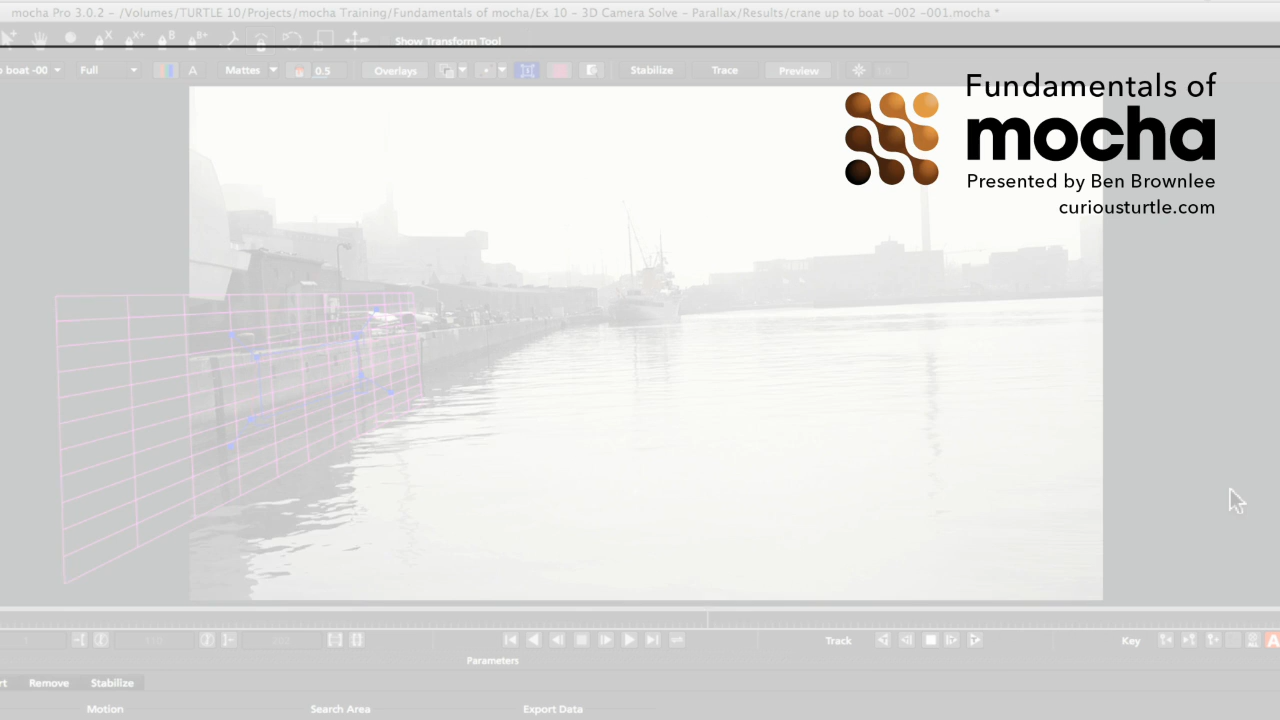 mocha Pro 3.0.2 - /Volumes/TURTLE 10/Projects/mocha Training/Fundamentals of mocha/Ex 10 - 3D Camera Solve - Parallax/Results/crane up to boat -002 -001.mocha *
X X+ B B+ Show Transform Tool
boat -00 Full A Mattes 0.5 Overlays Stabilize Trace Preview
Fundamentals of
mocha
Presented by Ben Brownlee
curiousturtle.com
Track Key A
Parameters
Remove Stabilize
Motion Search Area Export Data